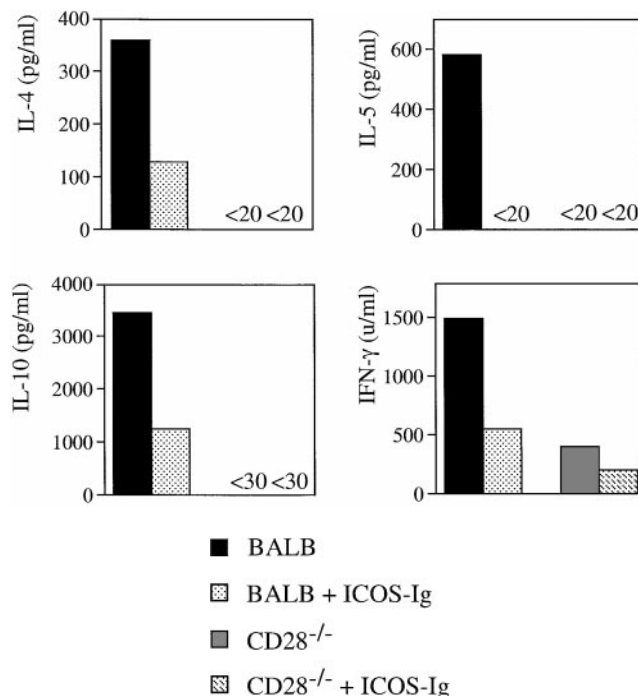 IL-4 (pg/ml)
400
300
200
100
0
<20 <20
IL-5 (pg/ml)
600
400
200
0
<20
<20 <20
IL-10 (pg/ml)
4000
3000
2000
1000
0
<30 <30
IFN-γ (u/ml)
1500
1000
500
0
BALB
BALB + ICOS-Ig
CD28-/-
CD28-/- + ICOS-Ig